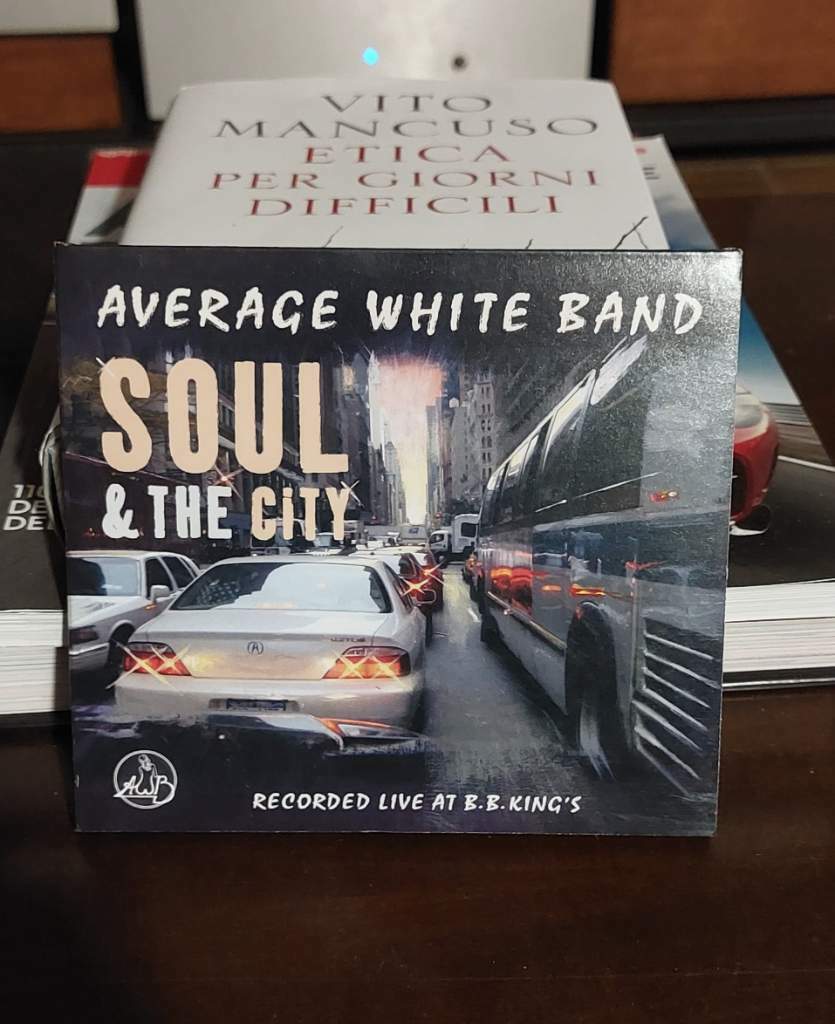 VITO
MANCUSO
ETICA
PER GIORNI
DIFFICILI
AVERAGE WHITE BAND
SOUL
& THE CiTY
AWB
RECORDED LIVE AT B.B.KING'S